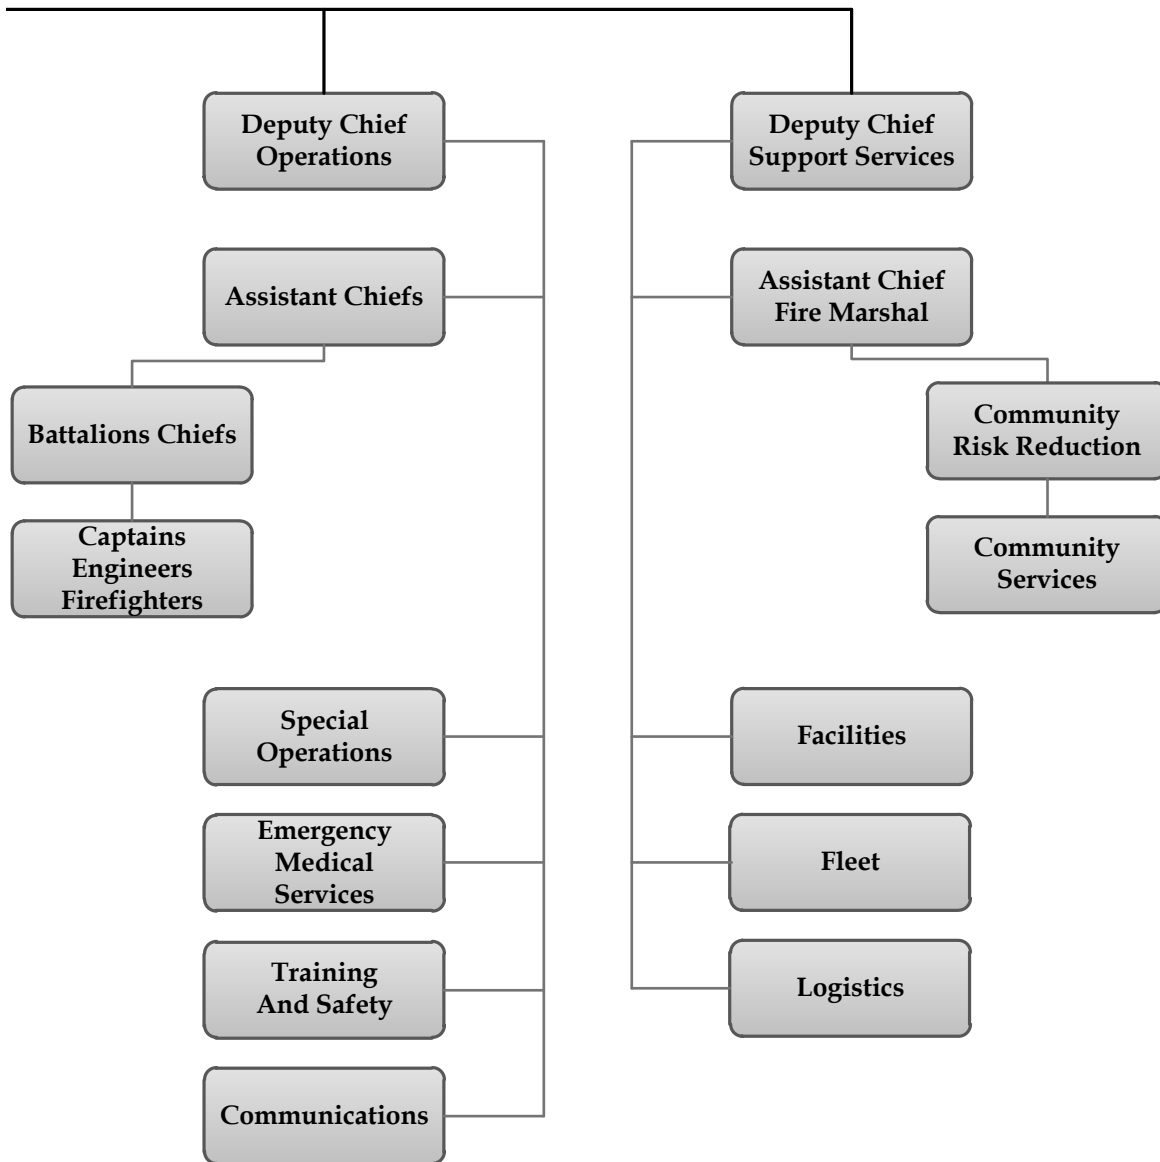 Deputy Chief
Operations
Deputy Chief
Support Services
Assistant Chiefs
Assistant Chief
Fire Marshal
Battalions Chiefs
Community
Risk Reduction
Captains
Engineers
Firefighters
Community
Services
Special
Operations
Facilities
Emergency
Medical
Services
Fleet
Training
And Safety
Logistics
Communications